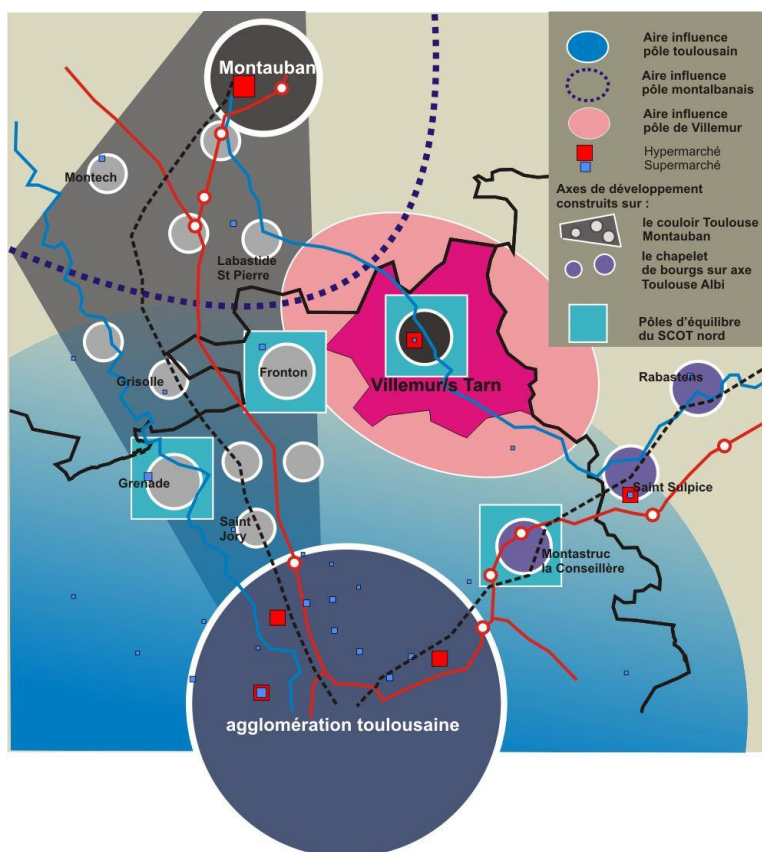 Montauban
Montech
Labastide
St Pierre
Grisolle
Fronton
Villemur/s Tarn
Rabastens
Grenade
Saint Sulpice
Saint
Jory
Montastruc
la Conseillère
agglomération toulousaine
Aire influence
pôle toulousain
Aire influence
pôle montalbanais
Aire influence
pôle de Villemur
Hypermarché
Supermarché
Axes de développement
construits sur :
le couloir Toulouse
Montauban
le chapelet
de bourgs sur axe
Toulouse Albi
Pôles d'équilibre
du SCOT nord